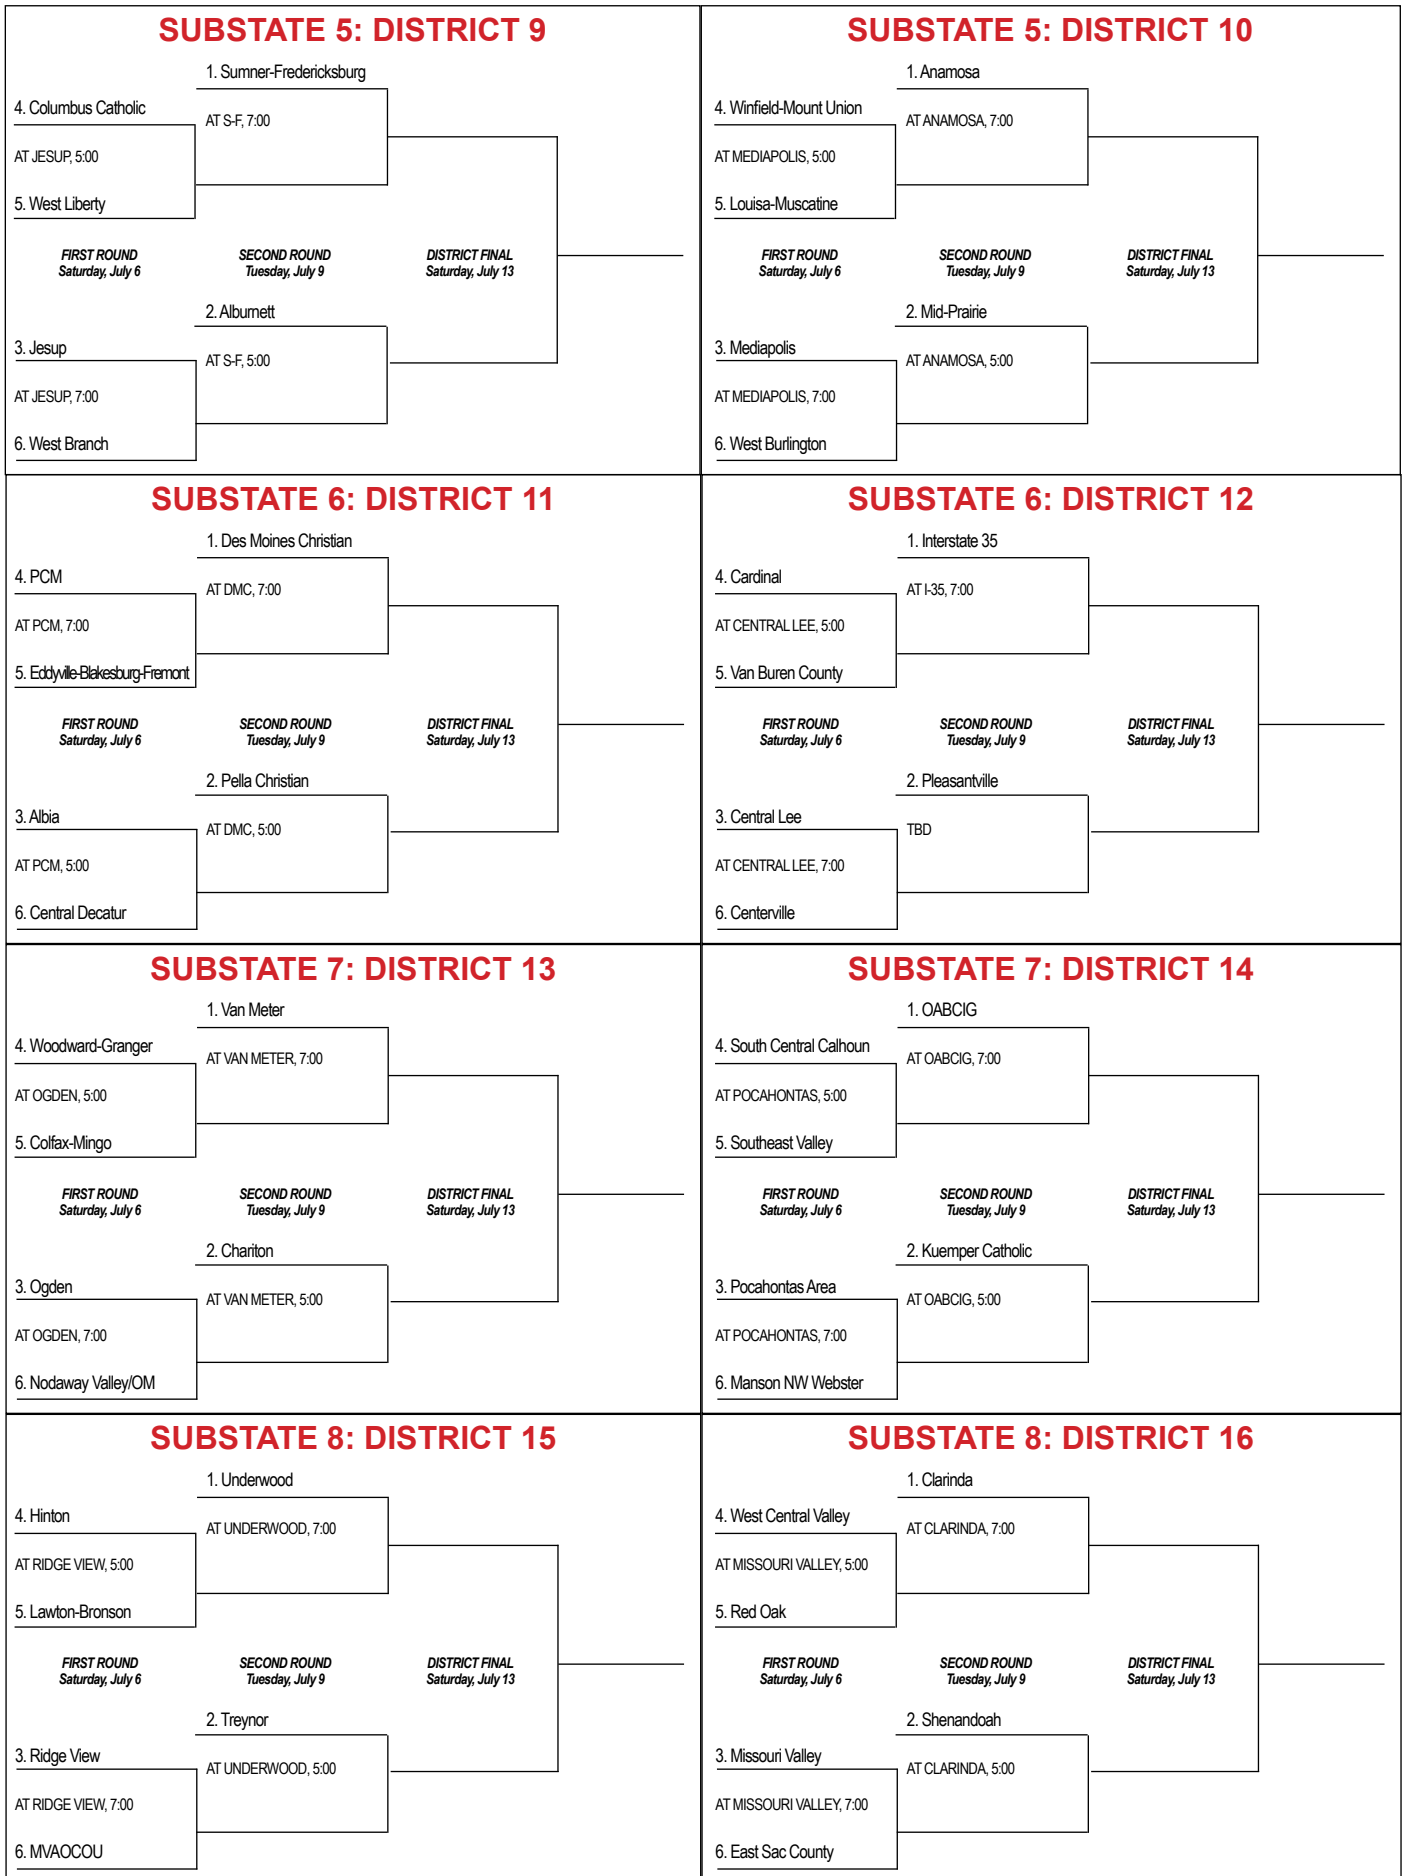 SUBSTATE 5: DISTRICT 9
1. Sumner-Fredericksburg
4. Columbus Catholic
AT S-F, 7:00
AT JESUP, 5:00
5. West Liberty
FIRST ROUND
Saturday, July 6
SECOND ROUND
Tuesday, July 9
DISTRICT FINAL
Saturday, July 13
2. Alburnett
3. Jesup
AT S-F, 5:00
AT JESUP, 7:00
6. West Branch
SUBSTATE 5: DISTRICT 10
1. Anamosa
4. Winfield-Mount Union
AT ANAMOSA, 7:00
AT MEDIAPOLIS, 5:00
5. Louisa-Muscatine
FIRST ROUND
Saturday, July 6
SECOND ROUND
Tuesday, July 9
DISTRICT FINAL
Saturday, July 13
2. Mid-Prairie
3. Mediapolis
AT ANAMOSA, 5:00
AT MEDIAPOLIS, 7:00
6. West Burlington
SUBSTATE 6: DISTRICT 11
1. Des Moines Christian
4. PCM
AT DMC, 7:00
AT PCM, 7:00
5. Eddyville-Blakesburg-Fremont
FIRST ROUND
Saturday, July 6
SECOND ROUND
Tuesday, July 9
DISTRICT FINAL
Saturday, July 13
2. Pella Christian
3. Albia
AT DMC, 5:00
AT PCM, 5:00
6. Central Decatur
SUBSTATE 6: DISTRICT 12
1. Interstate 35
4. Cardinal
AT I-35, 7:00
AT CENTRAL LEE, 5:00
5. Van Buren County
FIRST ROUND
Saturday, July 6
SECOND ROUND
Tuesday, July 9
DISTRICT FINAL
Saturday, July 13
2. Pleasantville
3. Central Lee
TBD
AT CENTRAL LEE, 7:00
6. Centerville
SUBSTATE 7: DISTRICT 13
1. Van Meter
4. Woodward-Granger
AT VAN METER, 7:00
AT OGDEN, 5:00
5. Colfax-Mingo
FIRST ROUND
Saturday, July 6
SECOND ROUND
Tuesday, July 9
DISTRICT FINAL
Saturday, July 13
2. Chariton
3. Ogden
AT VAN METER, 5:00
AT OGDEN, 7:00
6. Nodaway Valley/OM
SUBSTATE 7: DISTRICT 14
1. OABCIG
4. South Central Calhoun
AT OABCIG, 7:00
AT POCAHONTAS, 5:00
5. Southeast Valley
FIRST ROUND
Saturday, July 6
SECOND ROUND
Tuesday, July 9
DISTRICT FINAL
Saturday, July 13
2. Kuemper Catholic
3. Pocahontas Area
AT OABCIG, 5:00
AT POCAHONTAS, 7:00
6. Manson NW Webster
SUBSTATE 8: DISTRICT 15
1. Underwood
4. Hinton
AT UNDERWOOD, 7:00
AT RIDGE VIEW, 5:00
5. Lawton-Bronson
FIRST ROUND
Saturday, July 6
SECOND ROUND
Tuesday, July 9
DISTRICT FINAL
Saturday, July 13
2. Treynor
3. Ridge View
AT UNDERWOOD, 5:00
AT RIDGE VIEW, 7:00
6. MVAOCOU
SUBSTATE 8: DISTRICT 16
1. Clarinda
4. West Central Valley
AT CLARINDA, 7:00
AT MISSOURI VALLEY, 5:00
5. Red Oak
FIRST ROUND
Saturday, July 6
SECOND ROUND
Tuesday, July 9
DISTRICT FINAL
Saturday, July 13
2. Shenandoah
3. Missouri Valley
AT CLARINDA, 5:00
AT MISSOURI VALLEY, 7:00
6. East Sac County